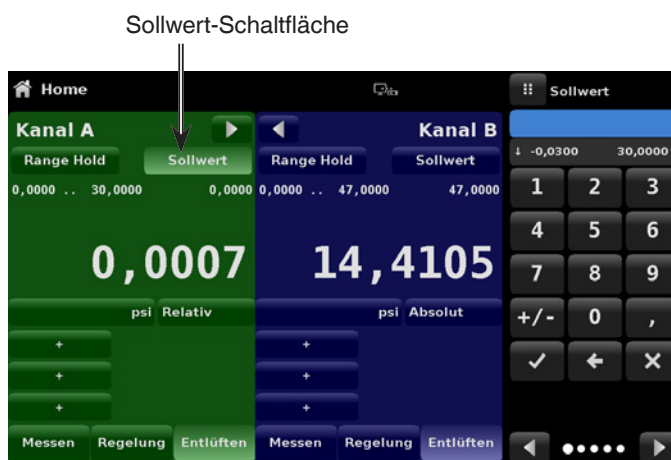 Sollwert-Schaltfläche
Home
Sollwert
Kanal A
Kanal B
Range Hold Sollwert Range Hold Sollwert
↓ -0,0300 30,0000
0,0000 .. 30,0000 0,0000 0,0000 .. 47,0000 47,0000
1 2 3
4 5 6
0,0007 14,4105
7 8 9
psi Relativ psi Absolut
+/- 0 ,
+ +
+ +
+ +
Messen Regelung Entlüften Messen Regelung Entlüften